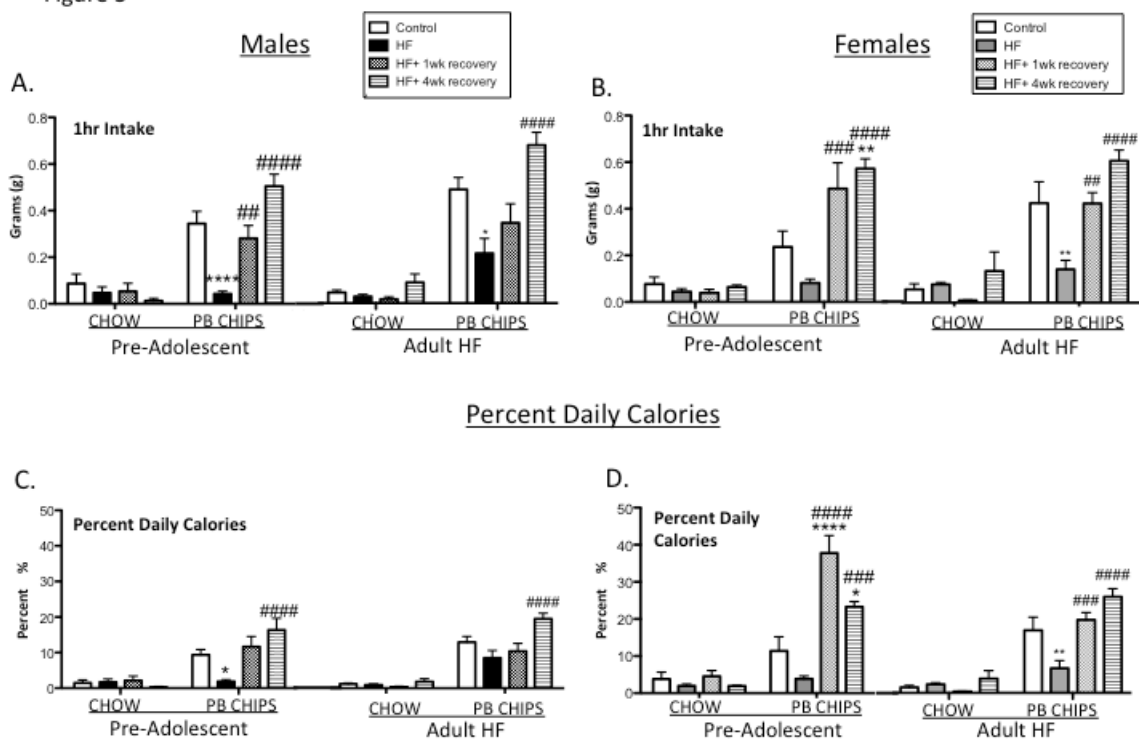 Males
Control
HF
HF+ 1wk recovery
HF+ 4wk recovery
Females
Control
HF
HF+ 1wk recovery
HF+ 4wk recovery
A.
1hr Intake
Grams (g)
0.8
0.6
0.4
0.2
0.0
****
##
####
*
####
CHOW
PB CHIPS
CHOW
PB CHIPS
Pre-Adolescent
Adult HF
B.
1hr Intake
Grams (g)
0.8
0.6
0.4
0.2
0.0
###
####
**
**
##
####
CHOW
PB CHIPS
CHOW
PB CHIPS
Pre-Adolescent
Adult HF
Percent Daily Calories
C.
Percent Daily Calories
Percent %
50
40
30
20
10
0
*
####
####
CHOW
PB CHIPS
CHOW
PB CHIPS
Pre-Adolescent
Adult HF
D.
Percent Daily
Calories
Percent %
50
40
30
20
10
0
####
****
###
*
**
###
####
CHOW
PB CHIPS
CHOW
PB CHIPS
Pre-Adolescent
Adult HF